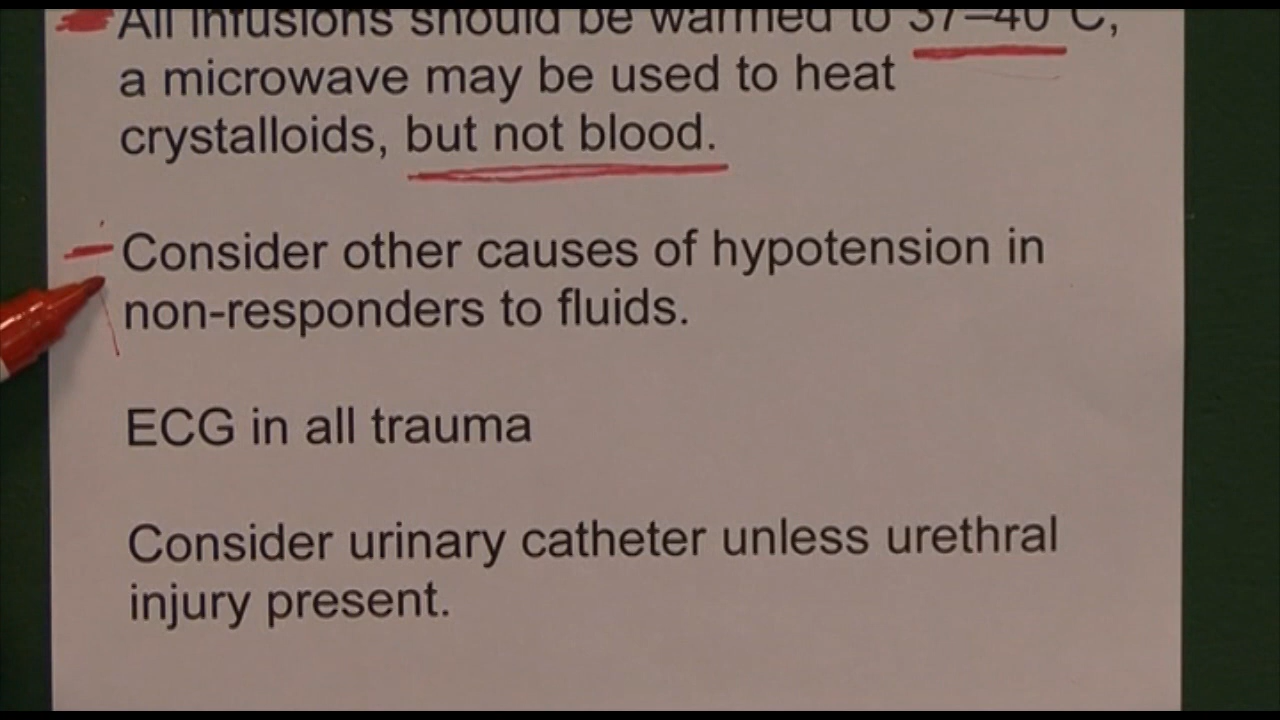 All infusions should be warmed to 37–40°C,
a microwave may be used to heat
crystalloids, but not blood.
Consider other causes of hypotension in
non-responders to fluids.
ECG in all trauma
Consider urinary catheter unless urethral
injury present.